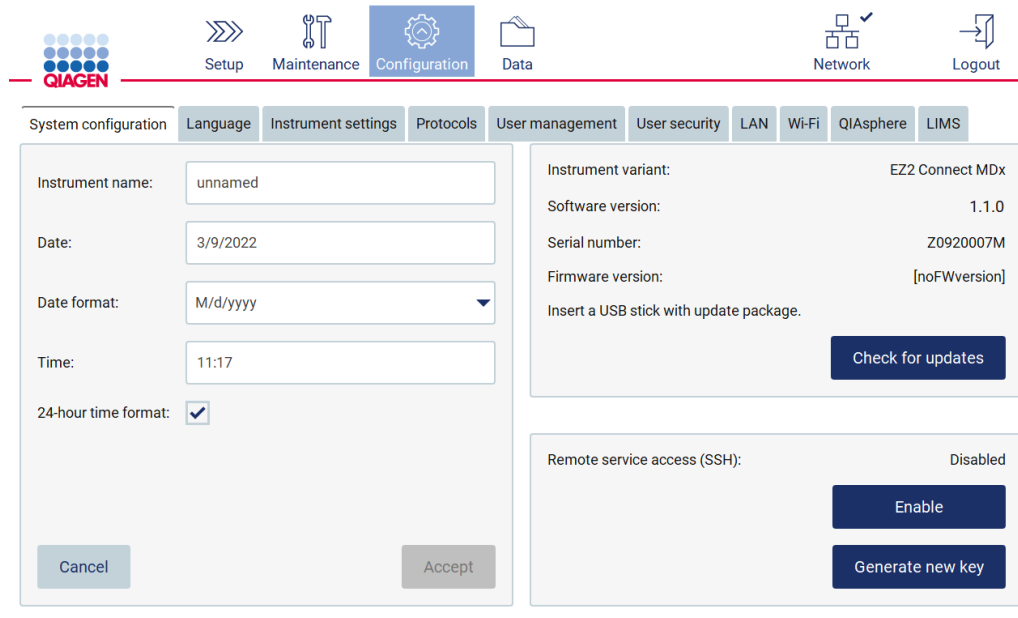 QIAGEN
Setup
Maintenance
Configuration
Data
Network
Logout
System configuration
Language
Instrument settings
Protocols
User management
User security
LAN
Wi-Fi
QIAsphere
LIMS
Instrument name: unnamed
Date: 3/9/2022
Date format: M/d/yyyy
Time: 11:17
24-hour time format:
Cancel
Accept
Instrument variant: EZ2 Connect MDx
Software version: 1.1.0
Serial number: Z0920007M
Firmware version: [noFWversion]
Insert a USB stick with update package.
Check for updates
Remote service access (SSH): Disabled
Enable
Generate new key